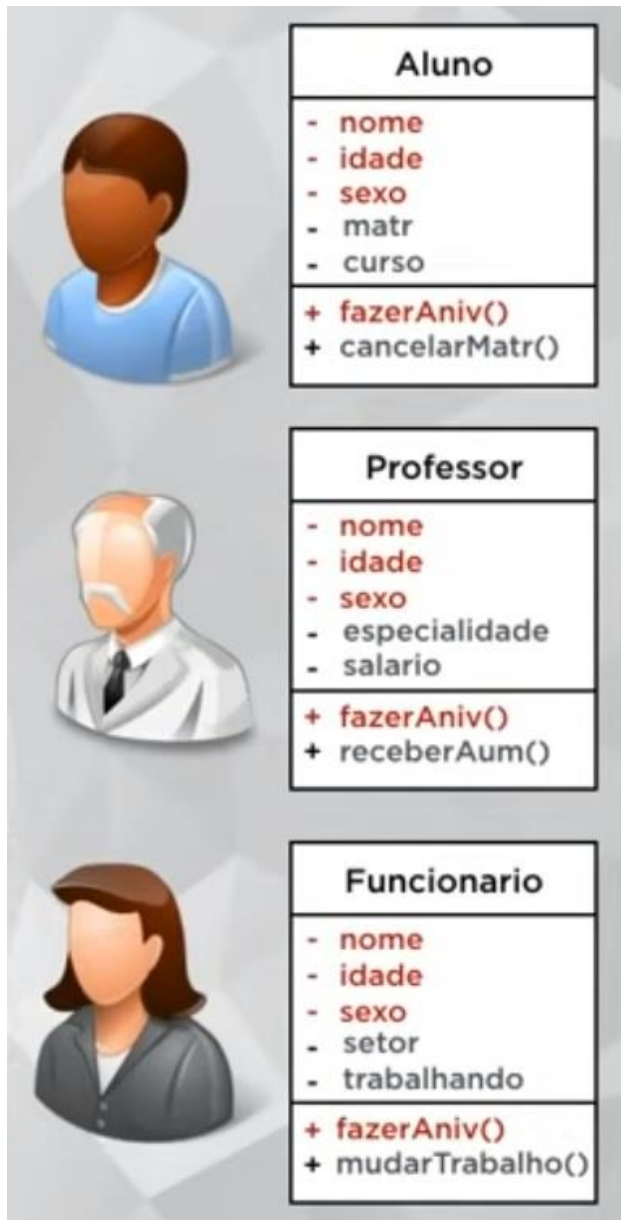 Aluno
- nome
- idade
- sexo
- matr
- curso
+ fazerAniv()
+ cancelarMatr()
Professor
- nome
- idade
- sexo
- especialidade
- salario
+ fazerAniv()
+ receberAum()
Funcionario
- nome
- idade
- sexo
- setor
- trabalhando
+ fazerAniv()
+ mudarTrabalho()